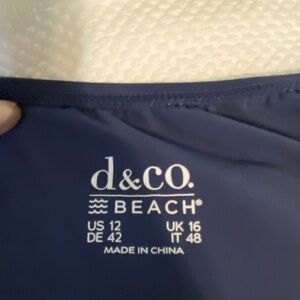 d&co.
BEACH®
US 12 UK 16
DE 42 IT 48
MADE IN CHINA